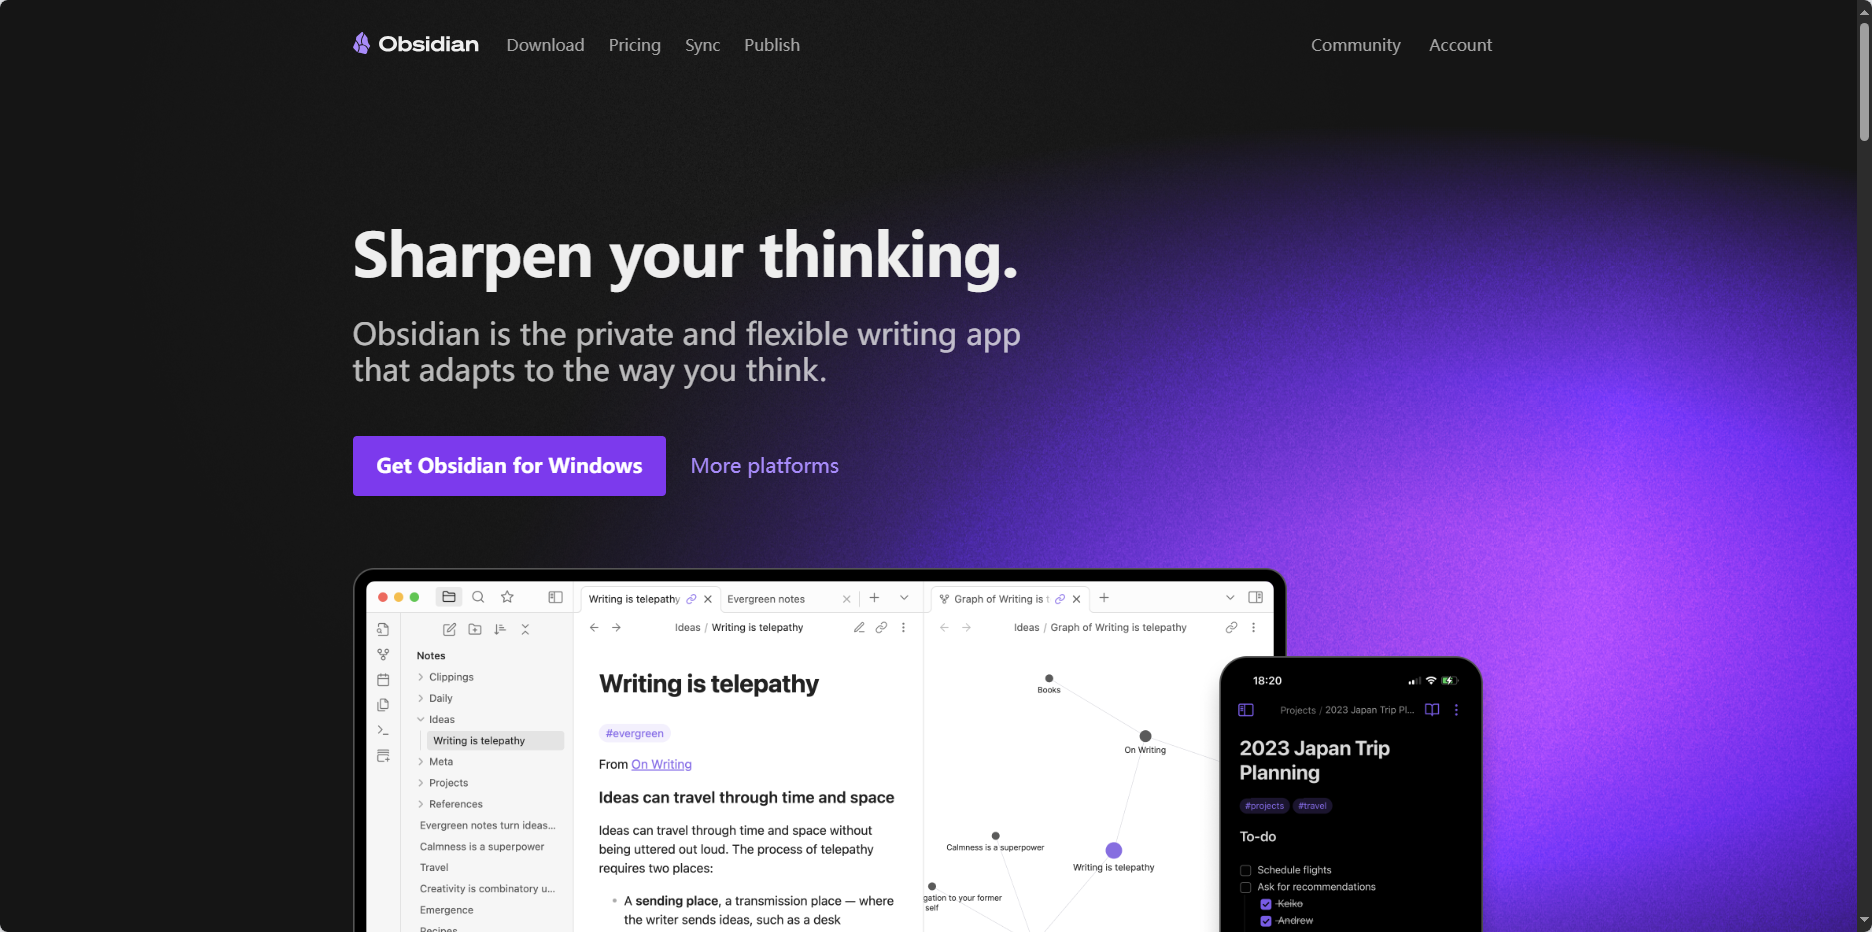 Obsidian
Download
Pricing
Sync
Publish
Community
Account
Sharpen your thinking.
Obsidian is the private and flexible writing app
that adapts to the way you think.
Get Obsidian for Windows
More platforms
Writing is telepathy
Evergreen notes
Graph of Writing is
Ideas / Writing is telepathy
Ideas / Graph of Writing is telepathy
Notes
Clippings
Daily
Ideas
Writing is telepathy
Meta
Projects
References
Evergreen notes turn ideas...
Calmness is a superpower
Travel
Creativity is combinatory u...
Emergence
Recipes
Writing is telepathy
#evergreen
From On Writing
Ideas can travel through time and space
Ideas can travel through time and space without
being uttered out loud. The process of telepathy
requires two places:
• A sending place, a transmission place — where
the writer sends ideas, such as a desk
Books
On Writing
Calmness is a superpower
Writing is telepathy
gation to your former
self
18:20
Projects / 2023 Japan Trip Pl...
2023 Japan Trip
Planning
#projects #travel
To-do
Schedule flights
Ask for recommendations
Keiko
Andrew